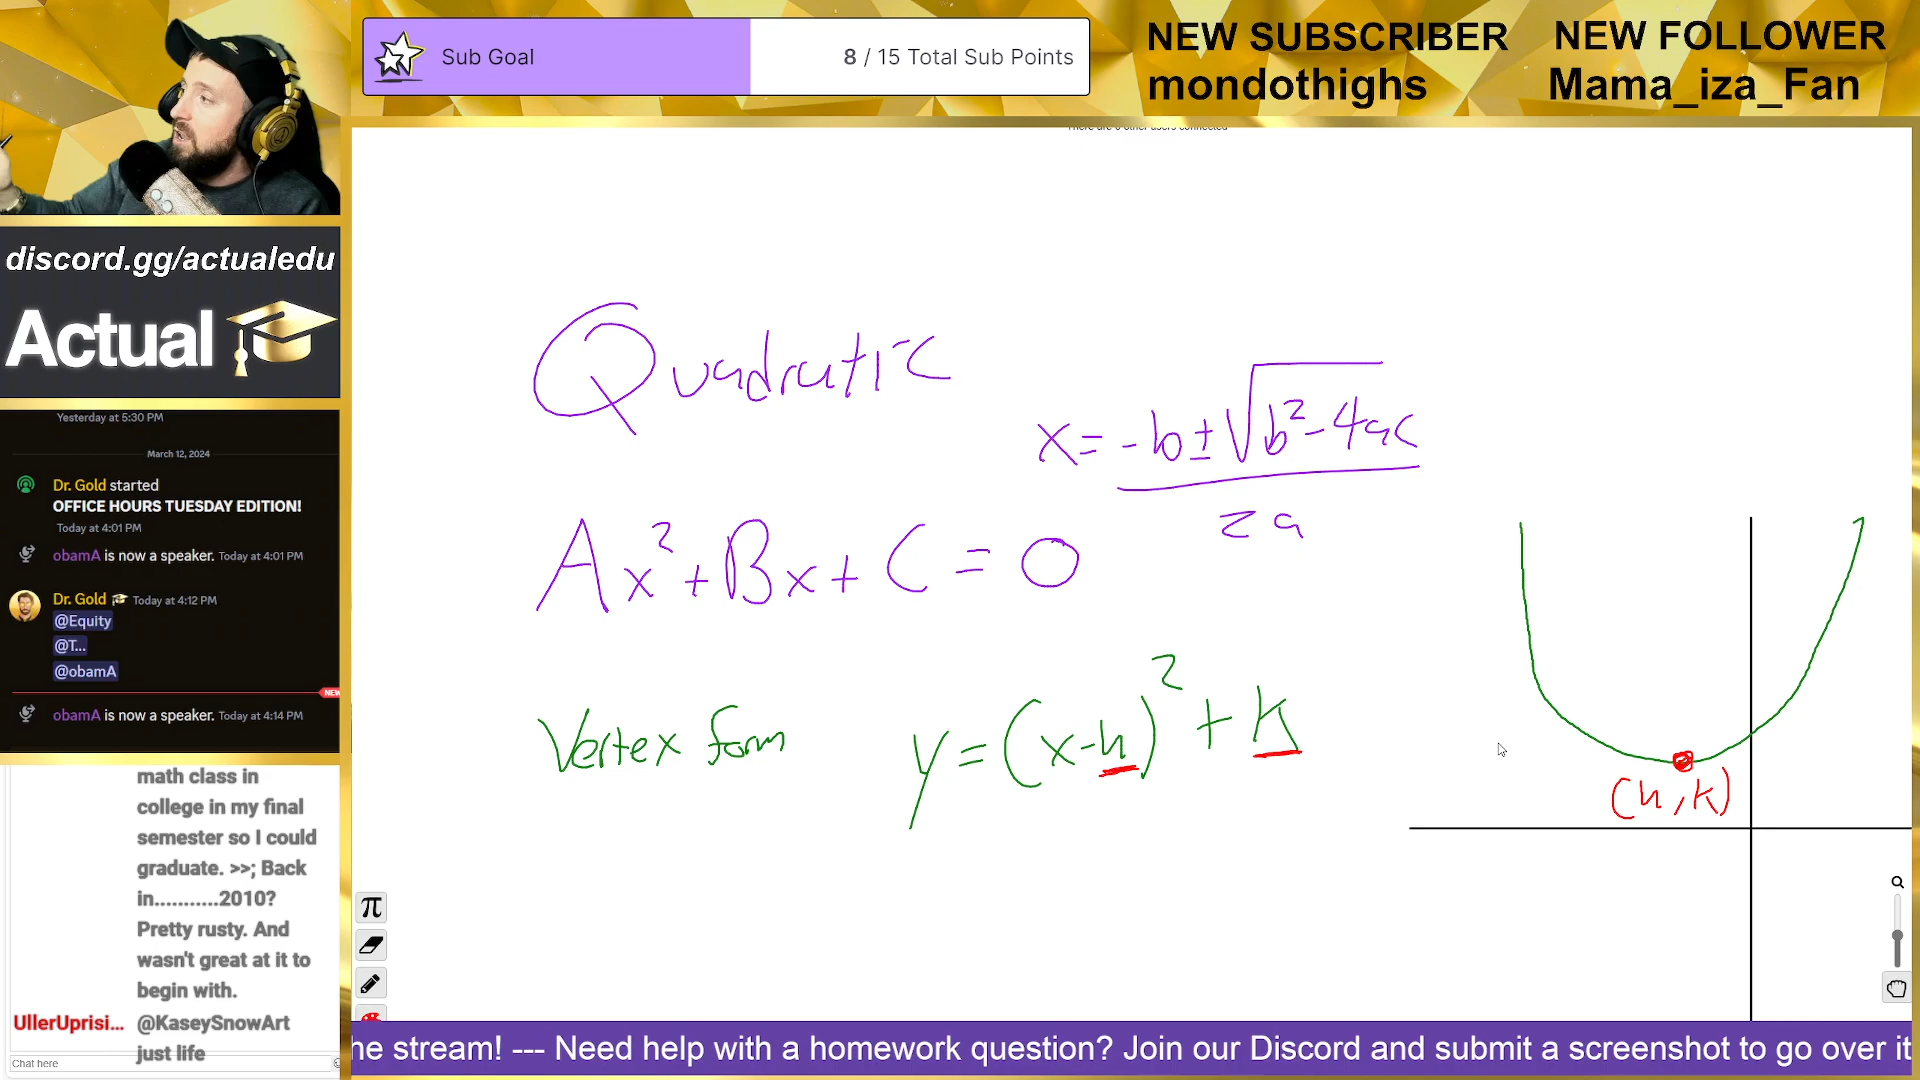 Sub Goal
8 / 15 Total Sub Points
NEW SUBSCRIBER
mondothighs
NEW FOLLOWER
Mama_iza_Fan
discord.gg/actualedu
Actual
Yesterday at 5:30 PM
March 12, 2024
Dr. Gold started
OFFICE HOURS TUESDAY EDITION!
Today at 4:01 PM
obamA is now a speaker. Today at 4:01 PM
Dr. Gold Today at 4:12 PM
@Equity
@T...
@obamA
NEW
obamA is now a speaker. Today at 4:14 PM
math class in
college in my final
semester so I could
graduate. >>; Back
in...........2010?
Pretty rusty. And
wasn't great at it to
begin with.
UllerUprisi... @KaseySnowArt
just life
Chat here
Quadratic
x = -b ± √b² - 4ac
2a
Ax² + Bx + C = 0
Vertex form y = (x - h)² + k
(h, k)
π
he stream! --- Need help with a homework question? Join our Discord and submit a screenshot to go over it